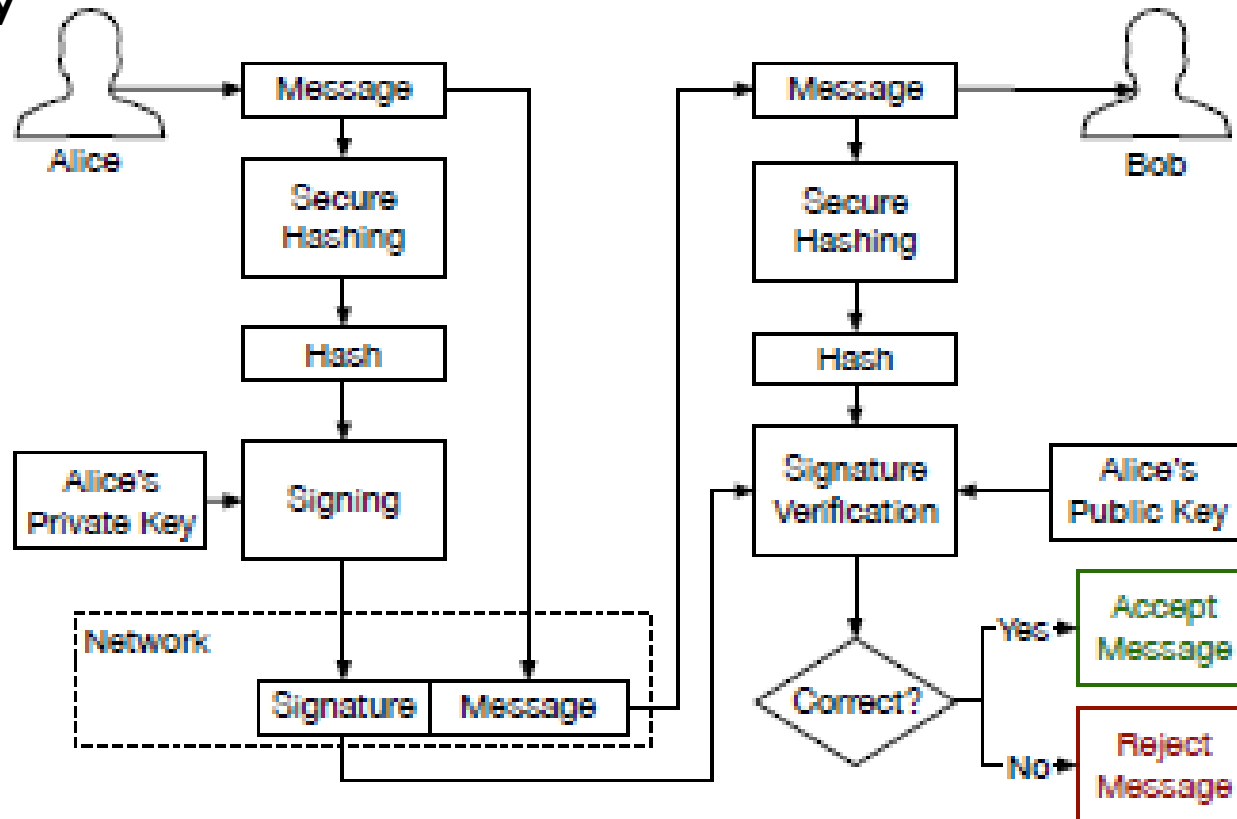 y
Alice
Message
Secure
Hashing
Hash
Alice's
Private Key
Signing
Network
Signature
Message
Message
Bob
Secure
Hashing
Hash
Signature
Verification
Alice's
Public Key
Correct?
Yes
Accept
Message
No
Reject
Message